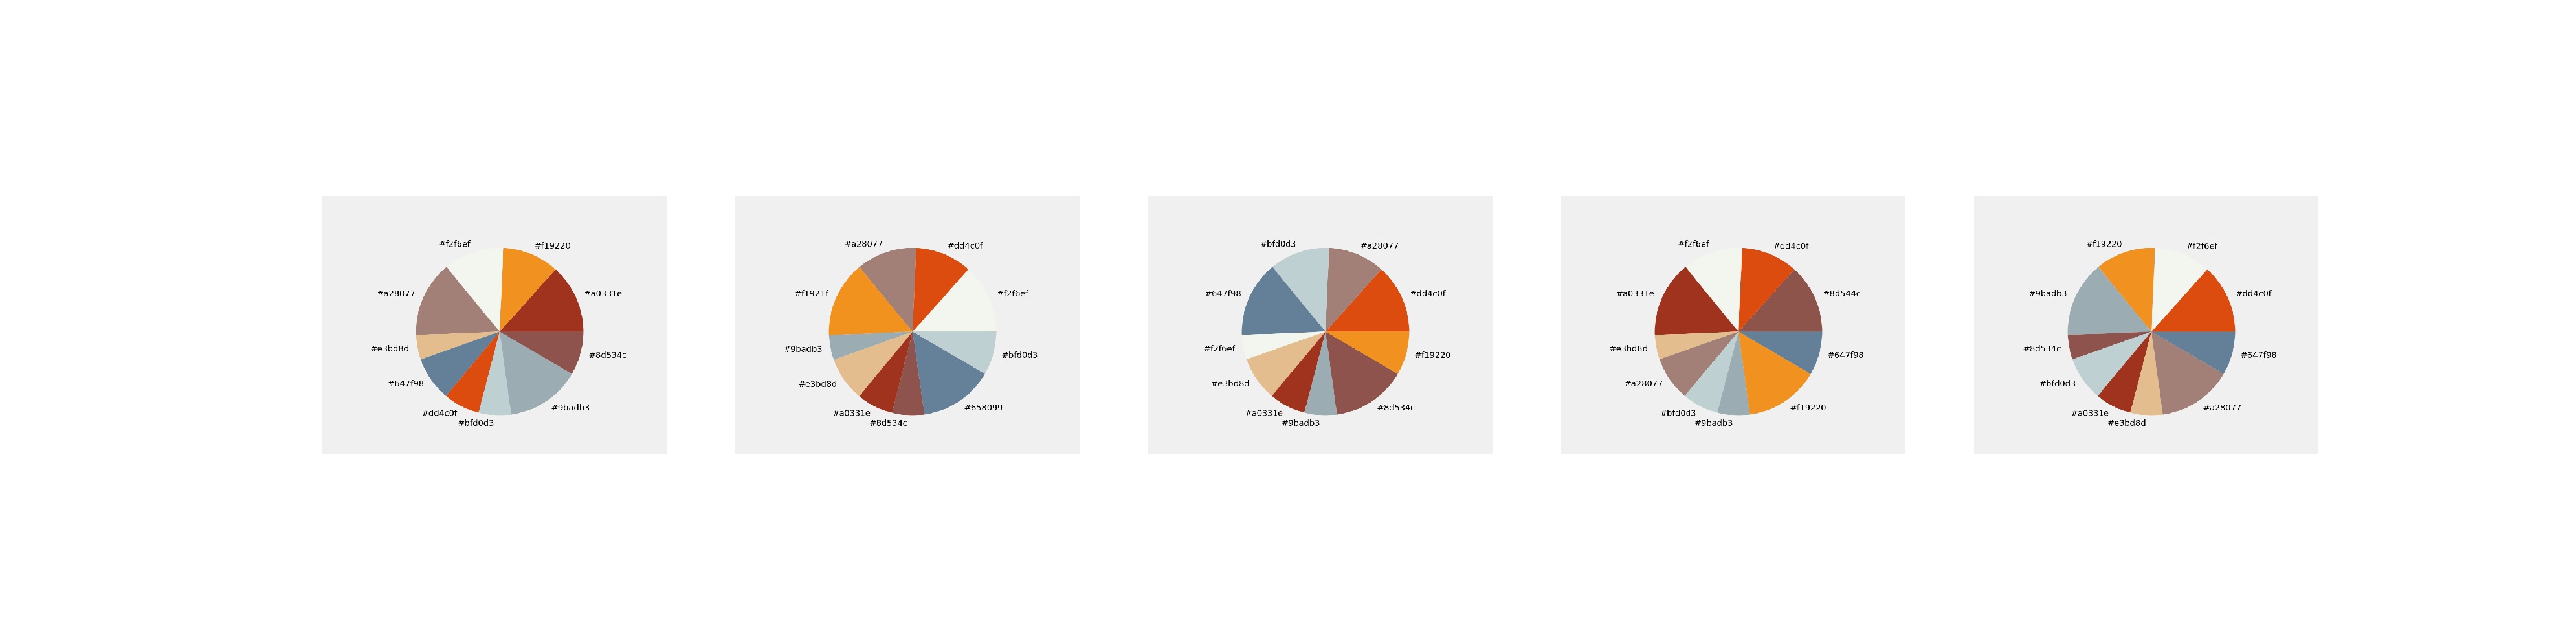 #f2f6ef
#f19220
#a28077
#a0331e
#e3bd8d
#8d534c
#647f98
#dd4c0f
#9badb3
#bfd0d3
#a28077
#dd4c0f
#f1921f
#f2f6ef
#9badb3
#bfd0d3
#e3bd8d
#a0331e
#658099
#8d534c
#bfd0d3
#a28077
#647f98
#dd4c0f
#f2f6ef
#f19220
#e3bd8d
#a0331e
#8d534c
#9badb3
#f2f6ef
#dd4c0f
#a0331e
#8d544c
#e3bd8d
#647f98
#a28077
#bfd0d3
#f19220
#9badb3
#f19220
#f2f6ef
#9badb3
#dd4c0f
#8d534c
#647f98
#bfd0d3
#a0331e
#a28077
#e3bd8d